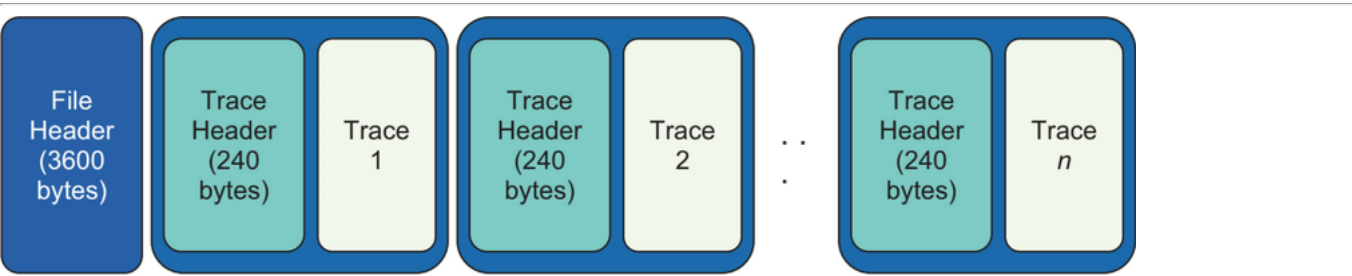 File
Header
(3600
bytes)
Trace
Header
(240
bytes)
Trace
1
Trace
Header
(240
bytes)
Trace
2
. .
.
Trace
Header
(240
bytes)
Trace
n